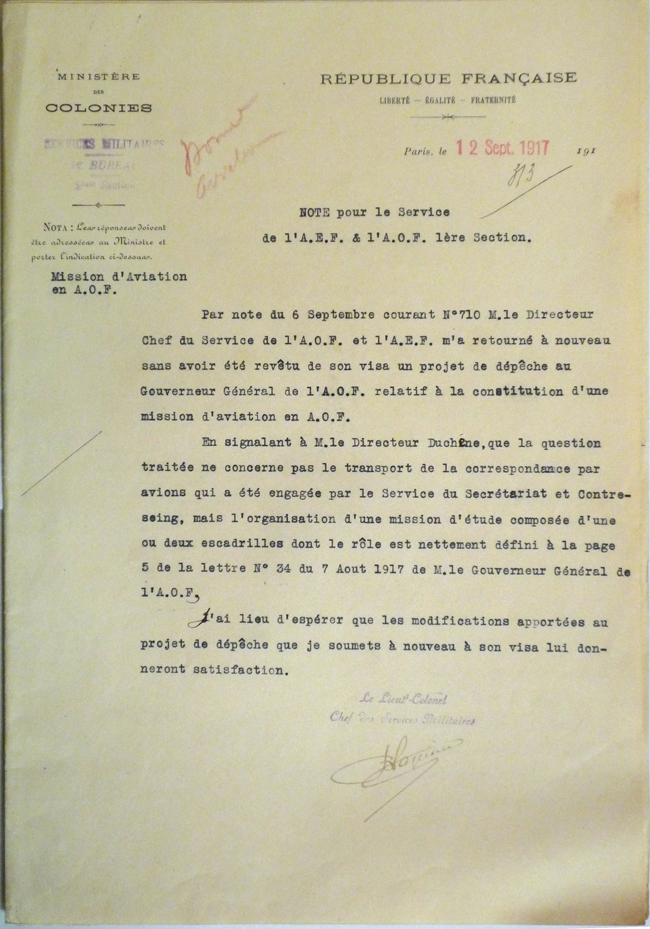 MINISTÈRE
DES
COLONIES
SERVICES MILITAIRES
BUREAU
Section
RÉPUBLIQUE FRANÇAISE
LIBERTÉ – ÉGALITÉ – FRATERNITÉ
Paris, le 12 Sept. 1917 191
813
NOTE pour le Service
de l'A.E.F. & l'A.O.F. 1ère Section.
NOTA : Les réponses doivent
être adressées au Ministre et
porter l'indication ci-dessus.
Mission d'Aviation
en A.O.F.
Par note du 6 Septembre courant N°710 M.le Directeur
Chef du Service de l'A.O.F. et l'A.E.F. m'a retourné à nouveau
sans avoir été revêtu de son visa un projet de dépêche au
Gouverneur Général de l'A.O.F. relatif à la constitution d'une
mission d'aviation en A.O.F.
En signalant à M.le Directeur Duchêne,que la question
traitée ne concerne pas le transport de la correspondance par
avions qui a été engagée par le Service du Secrétariat et Contre-
seing, mais l'organisation d'une mission d'étude composée d'une
ou deux escadrilles dont le rôle est nettement défini à la page
5 de la lettre N° 34 du 7 Aout 1917 de M.le Gouverneur Général de
l'A.O.F,
J'ai lieu d'espérer que les modifications apportées au
projet de dépêche que je soumets à nouveau à son visa lui don-
neront satisfaction.
Le Lieut-Colonel
Chef des Services Militaires